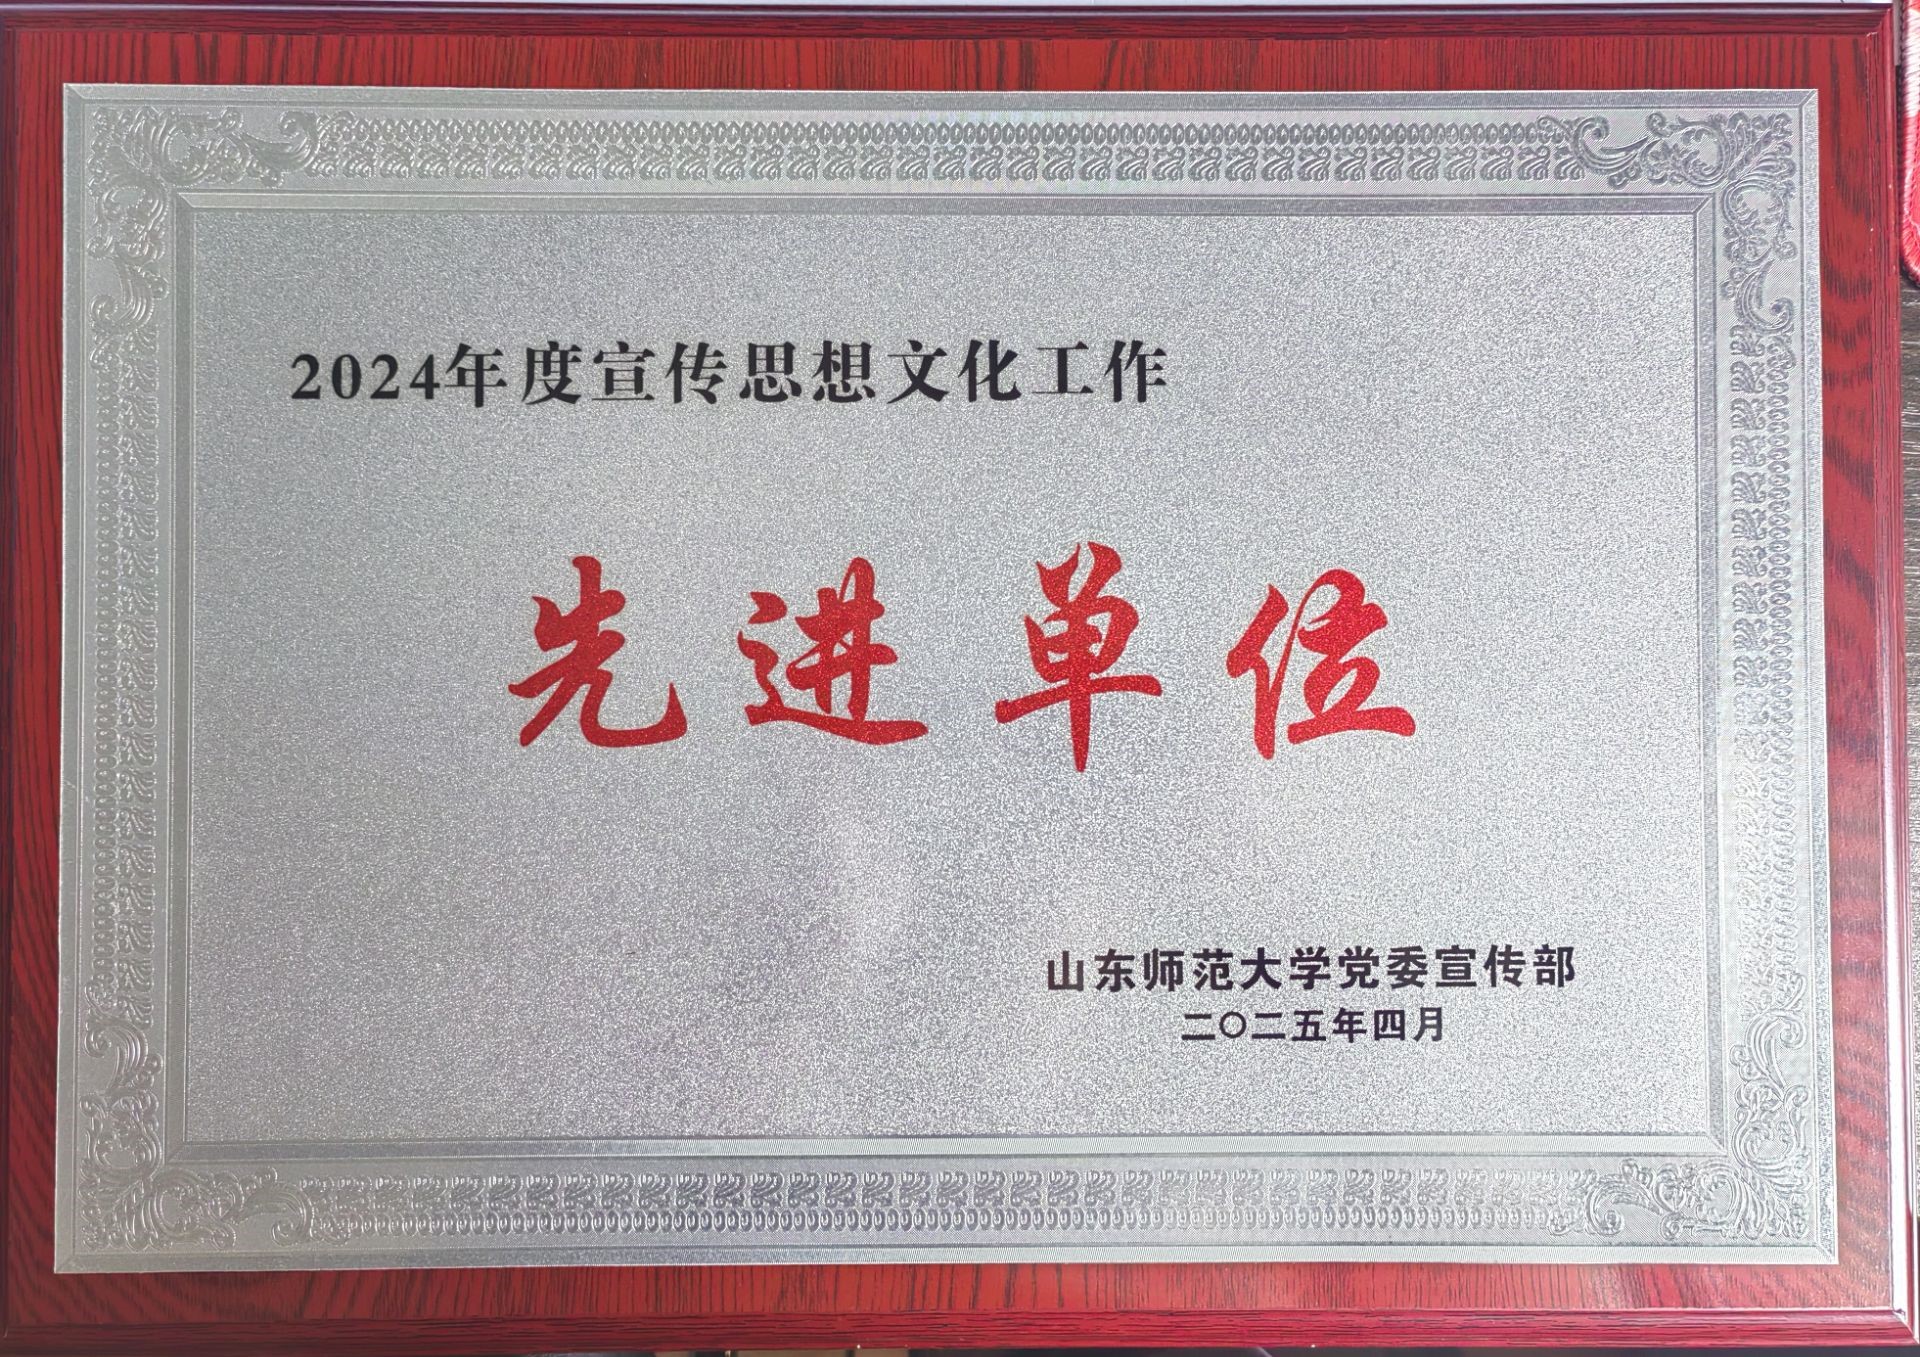 2024年度宣传思想文化工作
先进单位
山东师范大学党委宣传部
二〇二五年四月